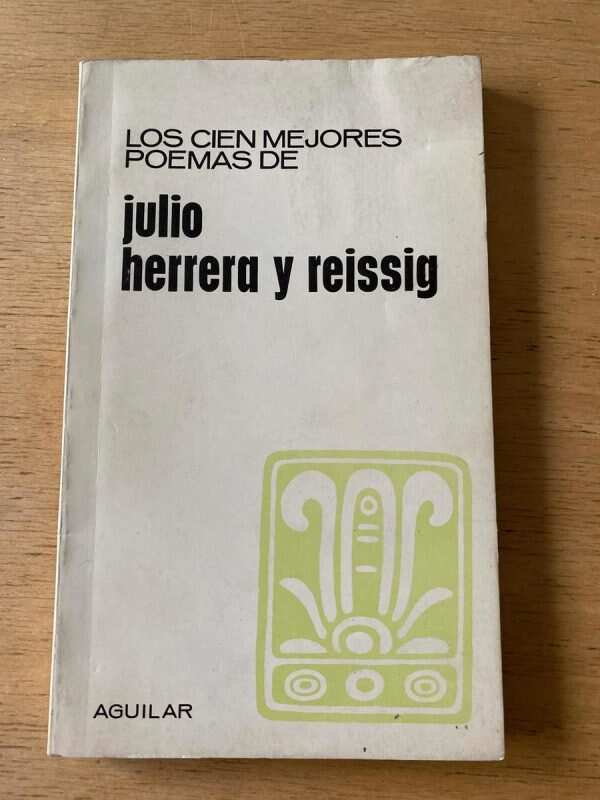 LOS CIEN MEJORES
POEMAS DE
julio
herrera y reissig
AGUILAR